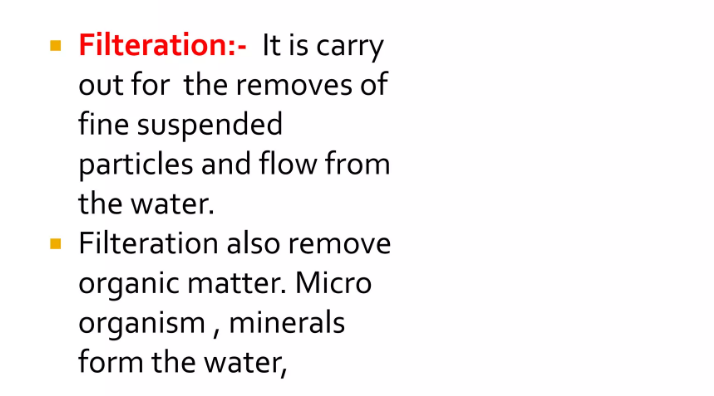 Filteration:- It is carry
out for the removes of
fine suspended
particles and flow from
the water.
Filteration also remove
organic matter. Micro
organism , minerals
form the water,